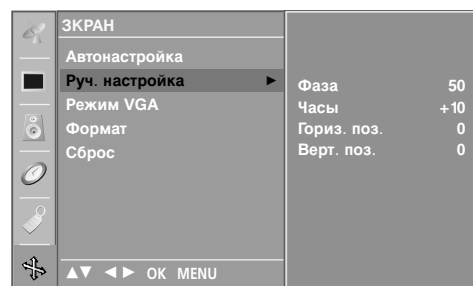 ЗКРАН
Автонастройка
Руч. настройка ►
Режим VGA
Формат
Сброс
Фаза 50
Часы +10
Гориз. поз. 0
Верт. поз. 0
▲▼ ◄► OK MENU